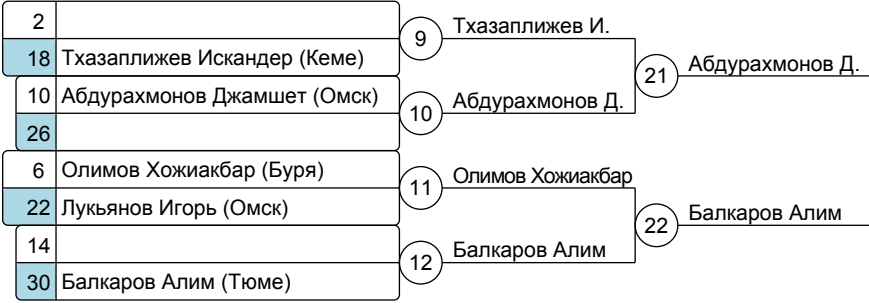 2
18 Тхазаплижев Искандер (Кеме)
9
Тхазаплижев И.
10 Абдурахмонов Джамшет (Омск)
26
10
Абдурахмонов Д.
21
Абдурахмонов Д.
6 Олимов Хожиакбар (Буря)
22 Лукьянов Игорь (Омск)
11
Олимов Хожиакбар
14
30 Балкаров Алим (Тюме)
12
Балкаров Алим
22
Балкаров Алим